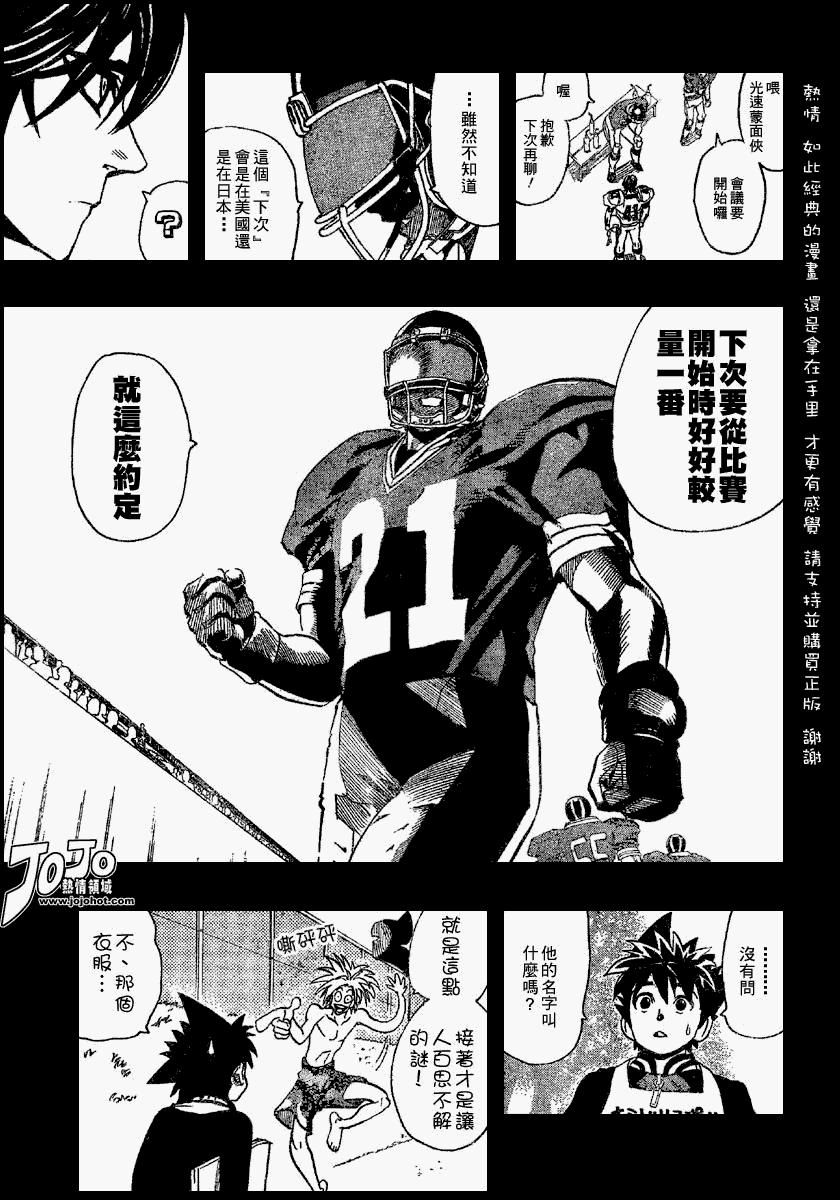 喂
光速蒙面俠
會議要
開始囉
喔
抱歉
下次再聊!
…雖然不知道
這個『下次』
會是在美國還
是在日本…
?
下次要從比賽
開始時好好較
量一番
就這麼約定
21
41
55
………
沒有問
他的名字叫
什麼嗎?
就是這點
接著才是讓
人百思不解
的謎!
嘶砰砰
不、那個
衣服…
熱情 如此經典的漫畫 還是拿在手里 才更有感覺 請支持並購買正版 謝謝
JOJO
熱情領域
www.jojohot.com